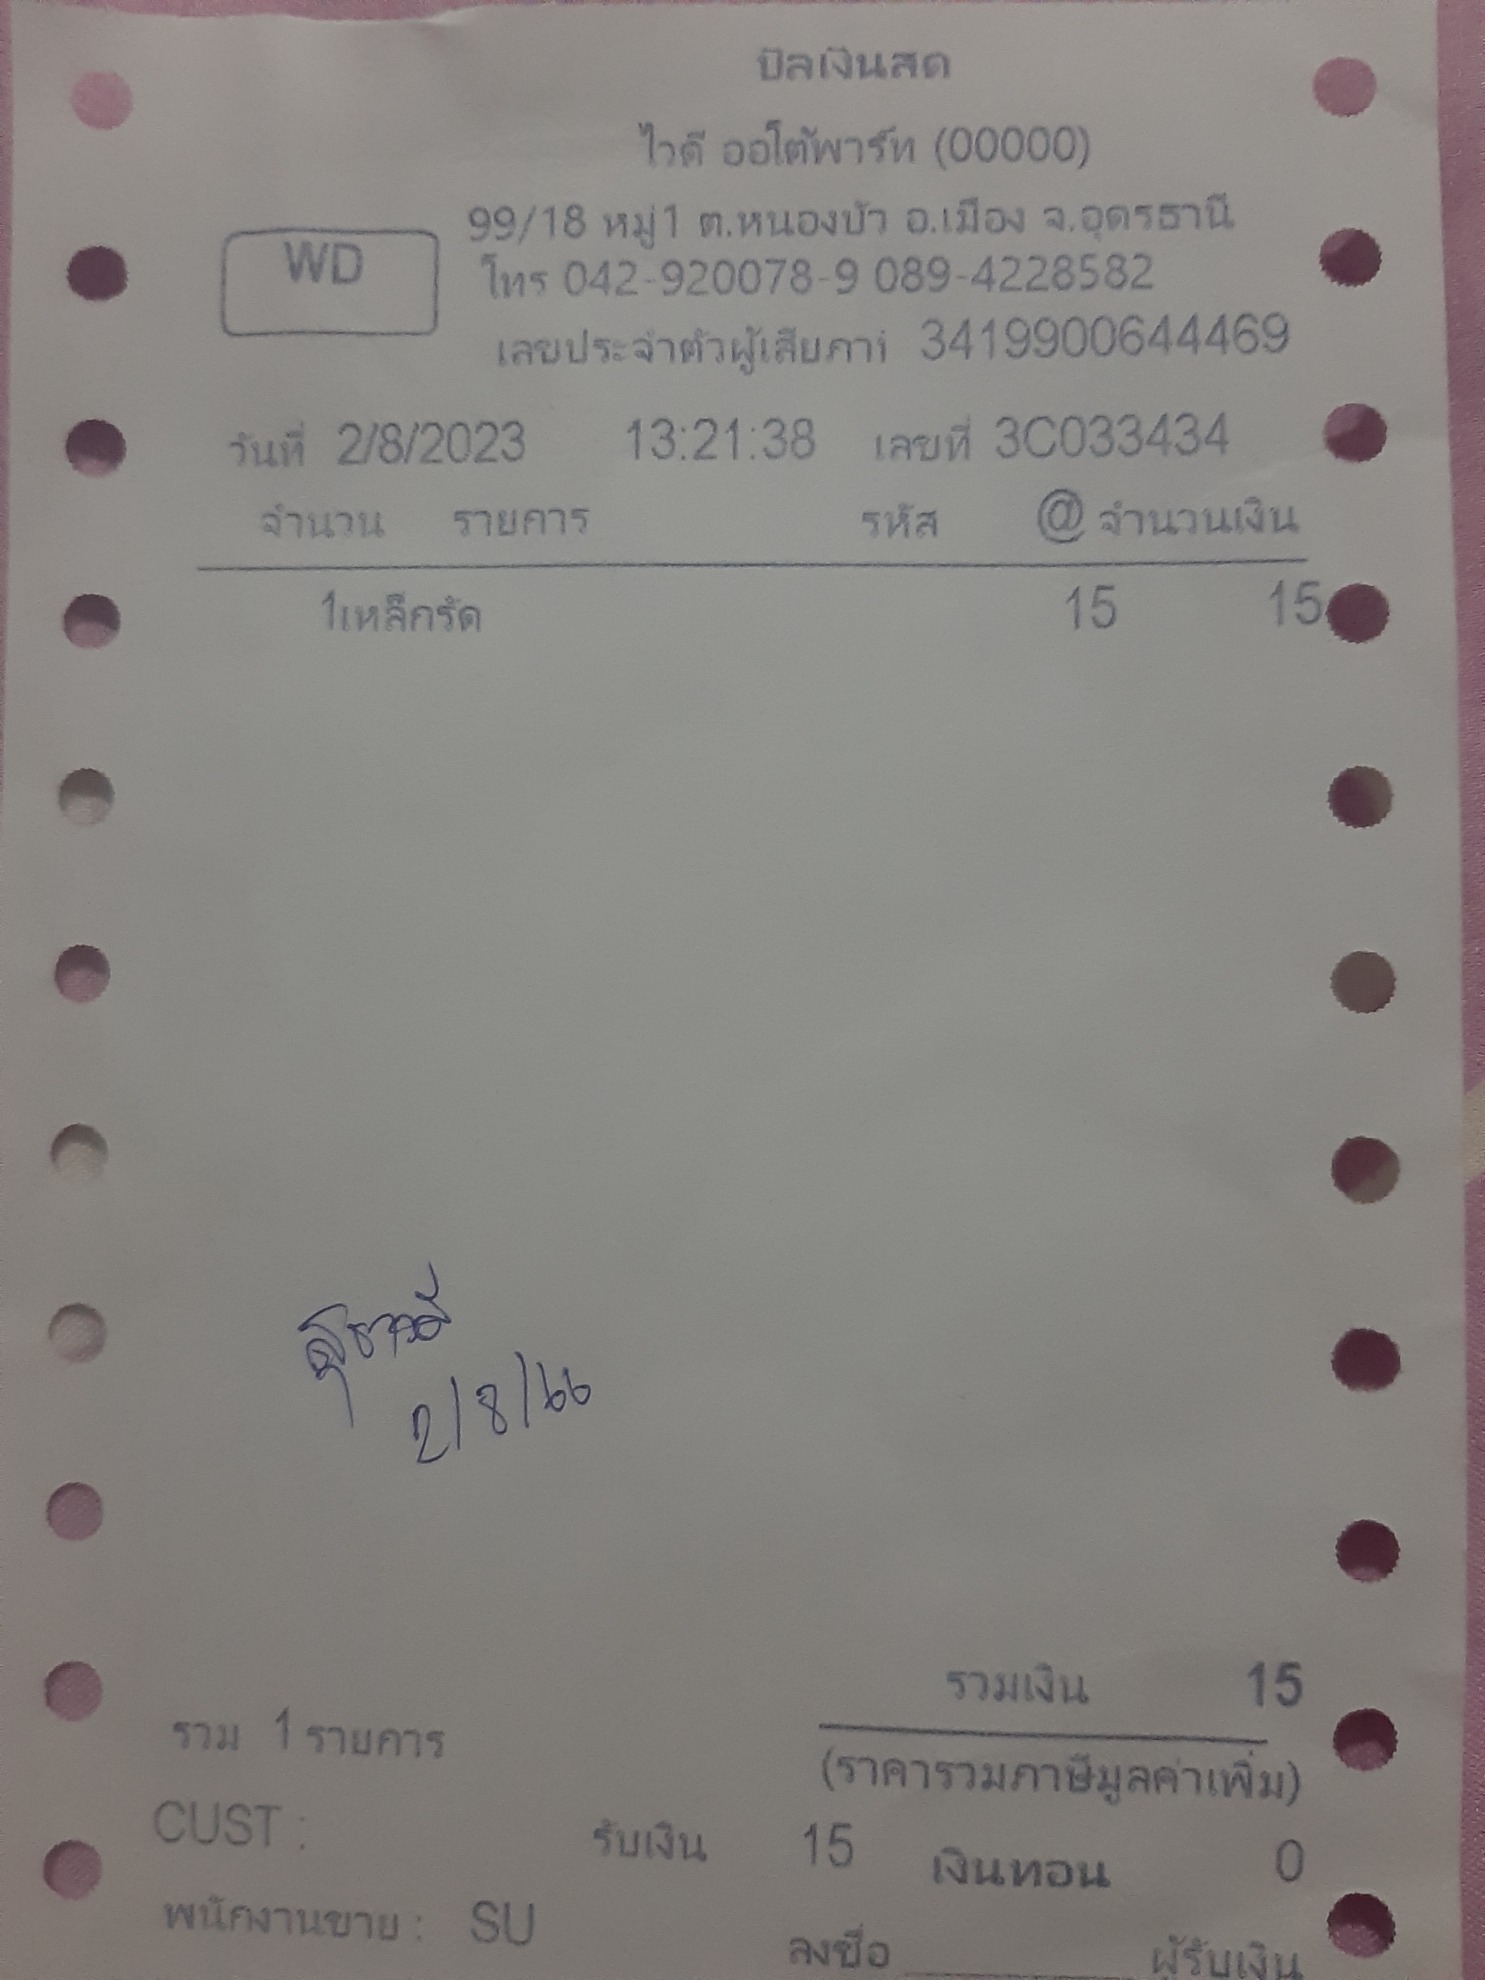 บิลเงินสด
ไวดี ออโต้พาร์ท (00000)
WD
99/18 หมู่1 ต.หนองบัว อ.เมือง จ.อุดรธานี
โทร 042-920078-9 089-4228582
เลขประจำตัวผู้เสียภาษี 3419900644469
วันที่ 2/8/2023 13:21:38 เลขที่ 3C033434
จำนวน รายการ รหัส @ จำนวนเงิน
1เหล็กรัด 15 15
2/8/66
รวมเงิน 15
รวม 1 รายการ
(ราคารวมภาษีมูลค่าเพิ่ม)
CUST :
รับเงิน 15 เงินทอน 0
พนักงานขาย : SU
ลงชื่อ ผู้รับเงิน